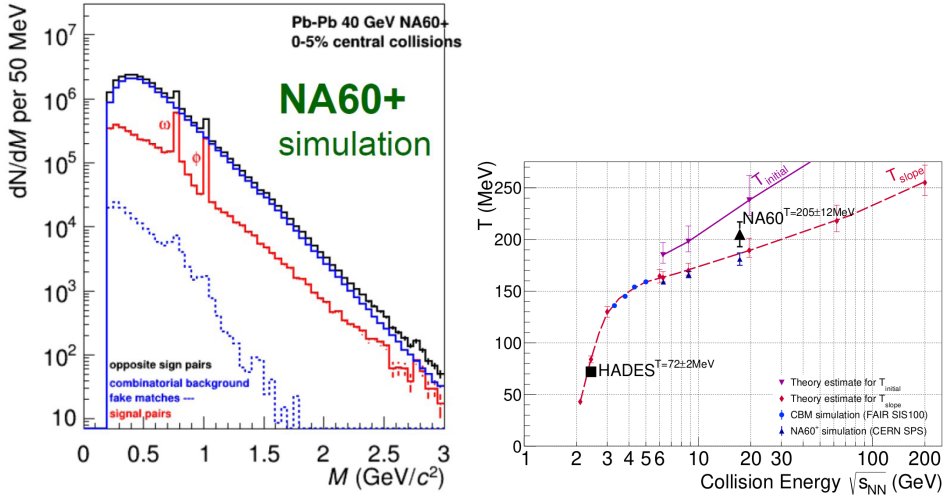 Pb-Pb 40 GeV NA60+
0-5% central collisions
NA60+
simulation
dN/dM per 50 MeV
10⁷
10⁶
10⁵
10⁴
10³
10²
10
ω
ϕ
opposite sign pairs
combinatorial background
fake matches ---
signal pairs
0 0.5 1 1.5 2 2.5 3
M (GeV/c²)
T (MeV)
250
200
150
100
50
0
T_initial
T_slope
NA60 T=205±12MeV
HADES T=72±2MeV
Theory estimate for T_initial
Theory estimate for T_slope
CBM simulation (FAIR SIS100)
NA60⁺ simulation (CERN SPS)
1 2 3 4 5 6 10 20 30 100 200
Collision Energy √s_NN (GeV)